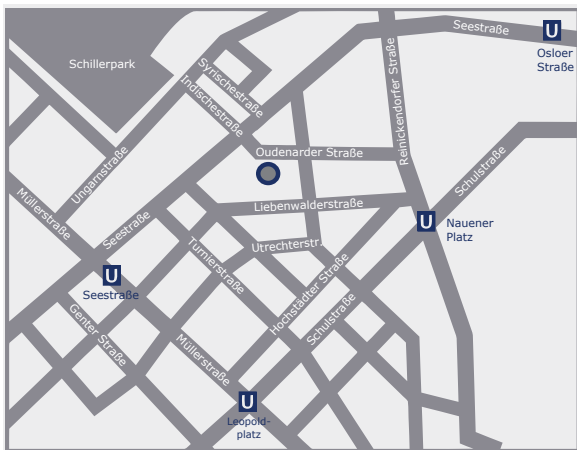 Seestraße
U
Osloer
Straße
Schillerpark
Syrischestraße
Indischestraße
Reinickendorfer Straße
Oudenarder Straße
Ungarnstraße
Schulstraße
Müllerstraße
Liebenwalderstraße
Seestraße
U
Nauener
Platz
Utrechterstr.
Turnierstraße
U
Seestraße
Hochstädter Straße
Schulstraße
Genter Straße
Müllerstraße
U
Leopold-
platz